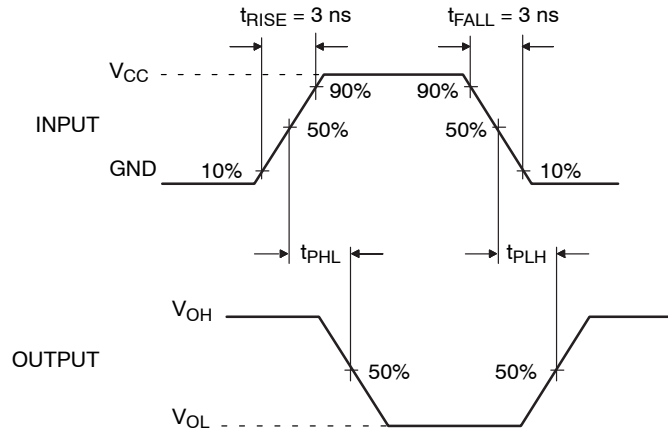 tRISE = 3 ns
tFALL = 3 ns
VCC
90%
90%
INPUT
50%
50%
GND
10%
10%
tPHL
tPLH
VOH
OUTPUT
50%
50%
VOL